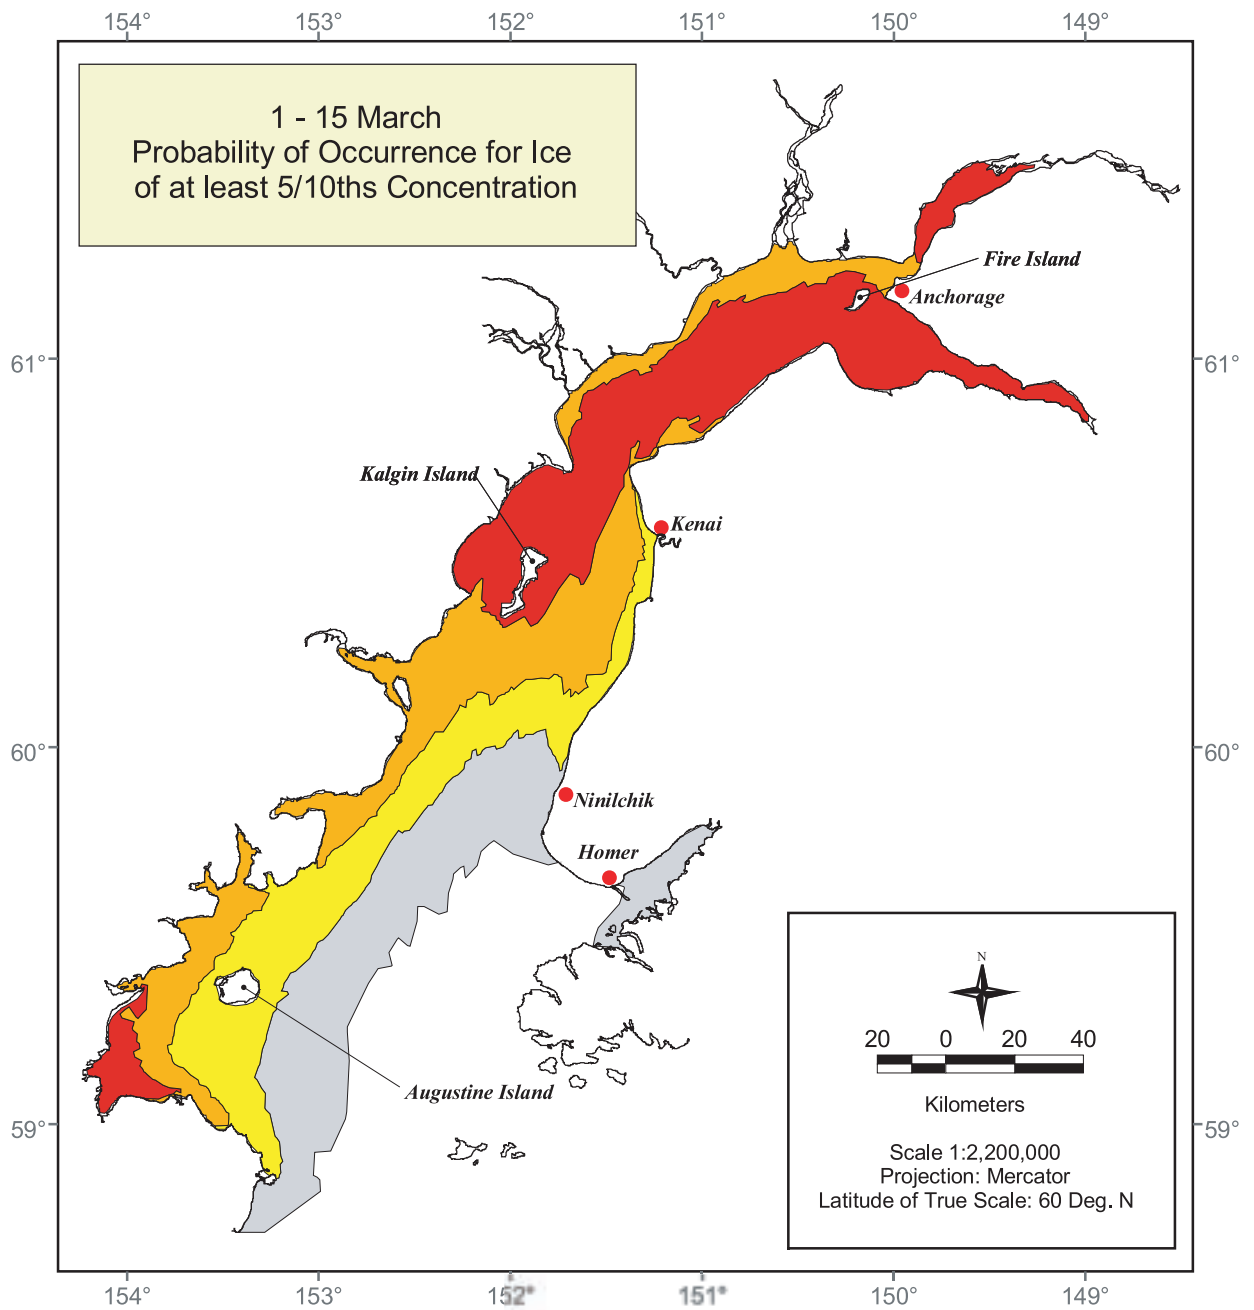 154° 153° 152° 151° 150° 149°
1 - 15 March
Probability of Occurrence for Ice
of at least 5/10ths Concentration
Fire Island
Anchorage
61° 61°
Kalgin Island
Kenai
60° 60°
Ninilchik
Homer
N
20 0 20 40
Augustine Island
Kilometers
59° 59°
Scale 1:2,200,000
Projection: Mercator
Latitude of True Scale: 60 Deg. N
154° 153° 152° 151° 150° 149°